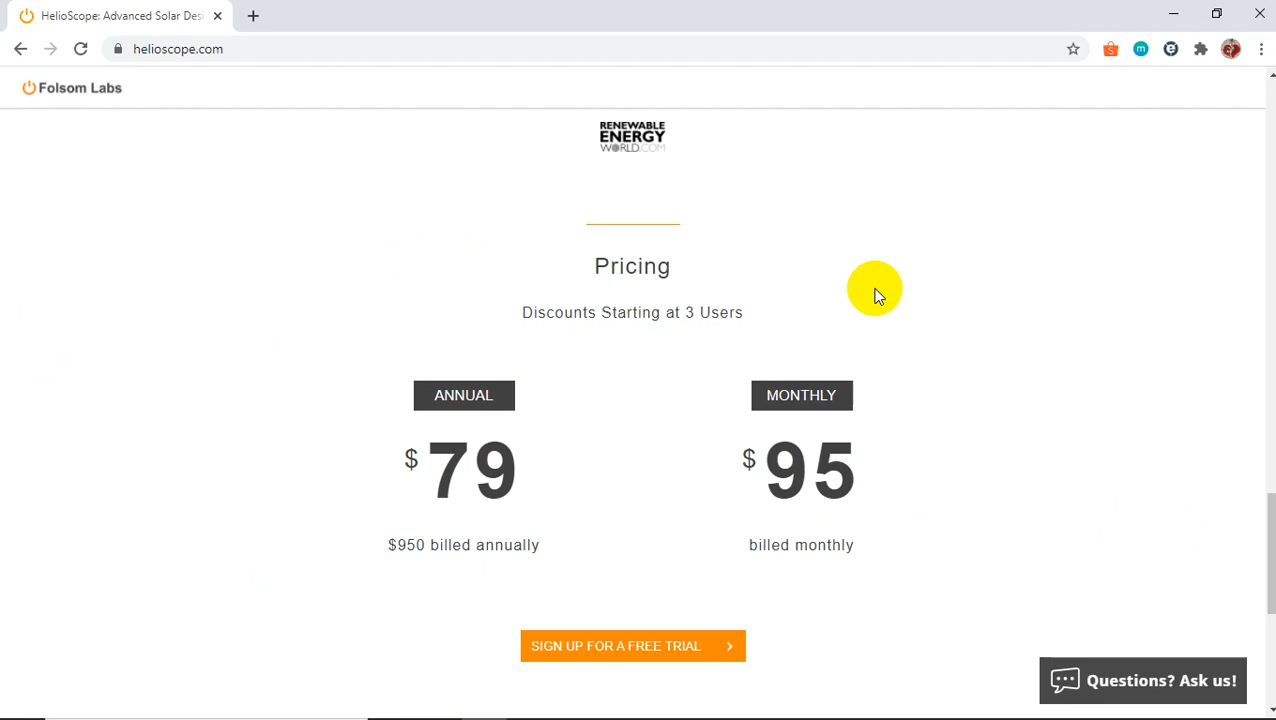 HelioScope: Advanced Solar Des
helioscope.com
Folsom Labs
RENEWABLE
ENERGY
WORLD.COM
Pricing
Discounts Starting at 3 Users
ANNUAL
MONTHLY
$79
$95
$950 billed annually
billed monthly
SIGN UP FOR A FREE TRIAL
Questions? Ask us!